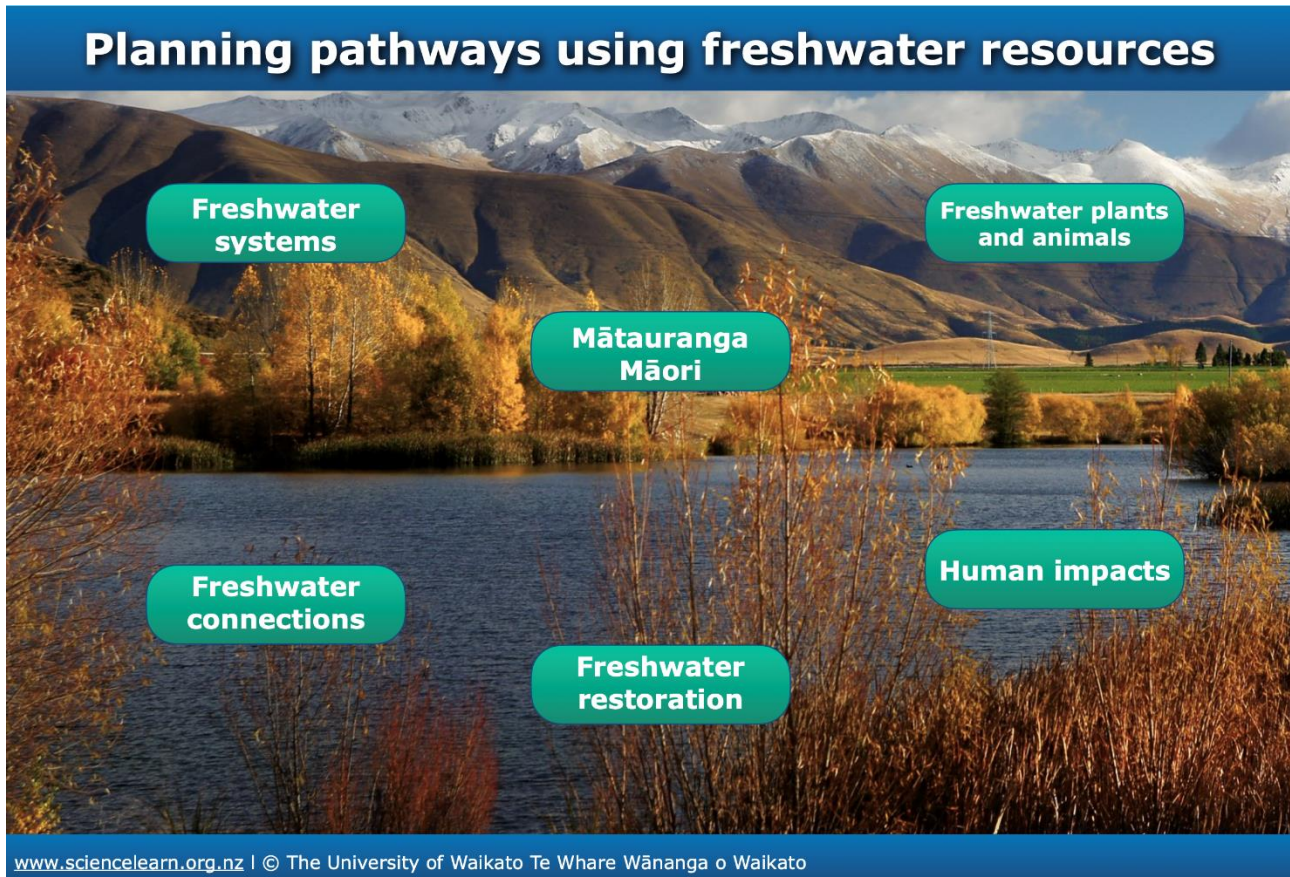 Planning pathways using freshwater resources
Freshwater
systems
Freshwater plants
and animals
Mātauranga
Māori
Freshwater
connections
Human impacts
Freshwater
restoration
www.sciencelearn.org.nz | © The University of Waikato Te Whare Wānanga o Waikato